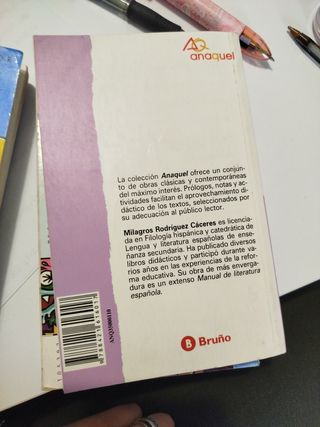 AQ
anaquel
La colección Anaquel ofrece un conjun-
to de obras clásicas y contemporáneas
del máximo interés. Prólogos, notas y ac-
tividades facilitan el aprovechamiento di-
dáctico de los textos, seleccionados por
su adecuación al público lector.
Milagros Rodríguez Cáceres es licencia-
da en Filología hispánica y catedrática de
Lengua y literatura españolas de ense-
ñanza secundaria. Ha publicado diversos
libros didácticos y participó durante va-
rios años en las experiencias de la refor-
ma educativa. Su obra de más enverga-
dura es un extenso Manual de literatura
española.
B Bruño